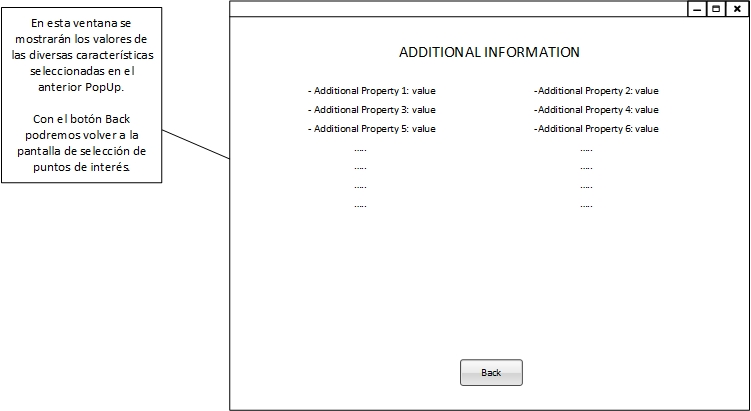 En esta ventana se
mostrarán los valores de
las diversas características
seleccionadas en el
anterior PopUp.
Con el botón Back
podremos volver a la
pantalla de selección de
puntos de interés.
ADDITIONAL INFORMATION
- Additional Property 1: value
-Additional Property 2: value
- Additional Property 3: value
-Additional Property 4: value
- Additional Property 5: value
-Additional Property 6: value
.....
.....
.....
.....
.....
.....
.....
.....
Back